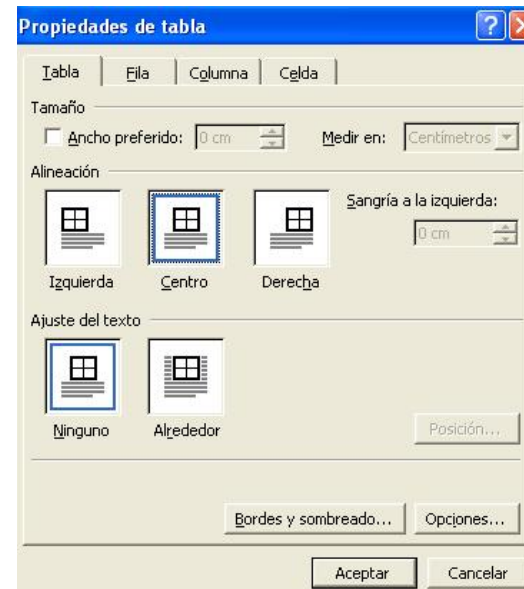 Propiedades de tabla
Tabla Fila Columna Celda
Tamaño
Ancho preferido: 0 cm Medir en: Centímetros
Alineación
Sangría a la izquierda:
0 cm
Izquierda Centro Derecha
Ajuste del texto
Ninguno Alrededor Posición...
Bordes y sombreado... Opciones...
Aceptar Cancelar